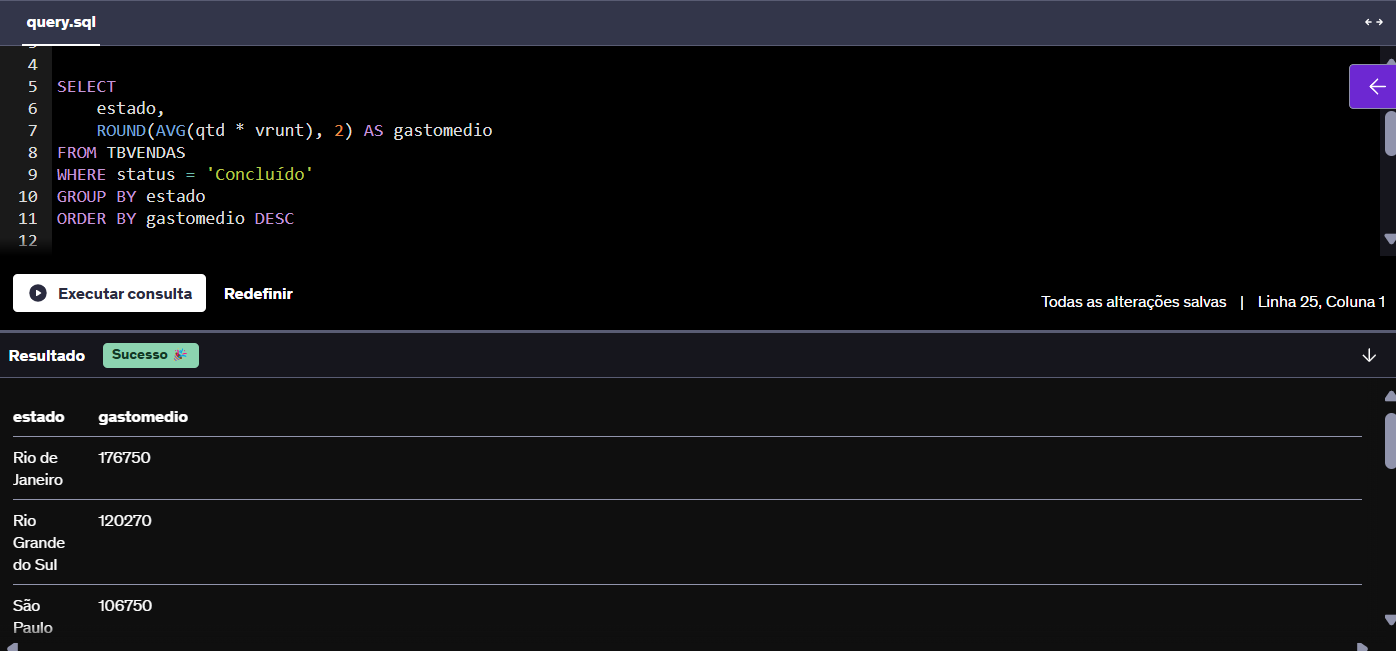 query.sql
4
5 SELECT
6 estado,
7 ROUND(AVG(qtd * vrunt), 2) AS gastomedio
8 FROM TBVENDAS
9 WHERE status = 'Concluído'
10 GROUP BY estado
11 ORDER BY gastomedio DESC
12
Executar consulta Redefinir
Todas as alterações salvas | Linha 25, Coluna 1
Resultado Sucesso 🎉
estado gastomedio
Rio de 176750
Janeiro
Rio 120270
Grande
do Sul
São 106750
Paulo